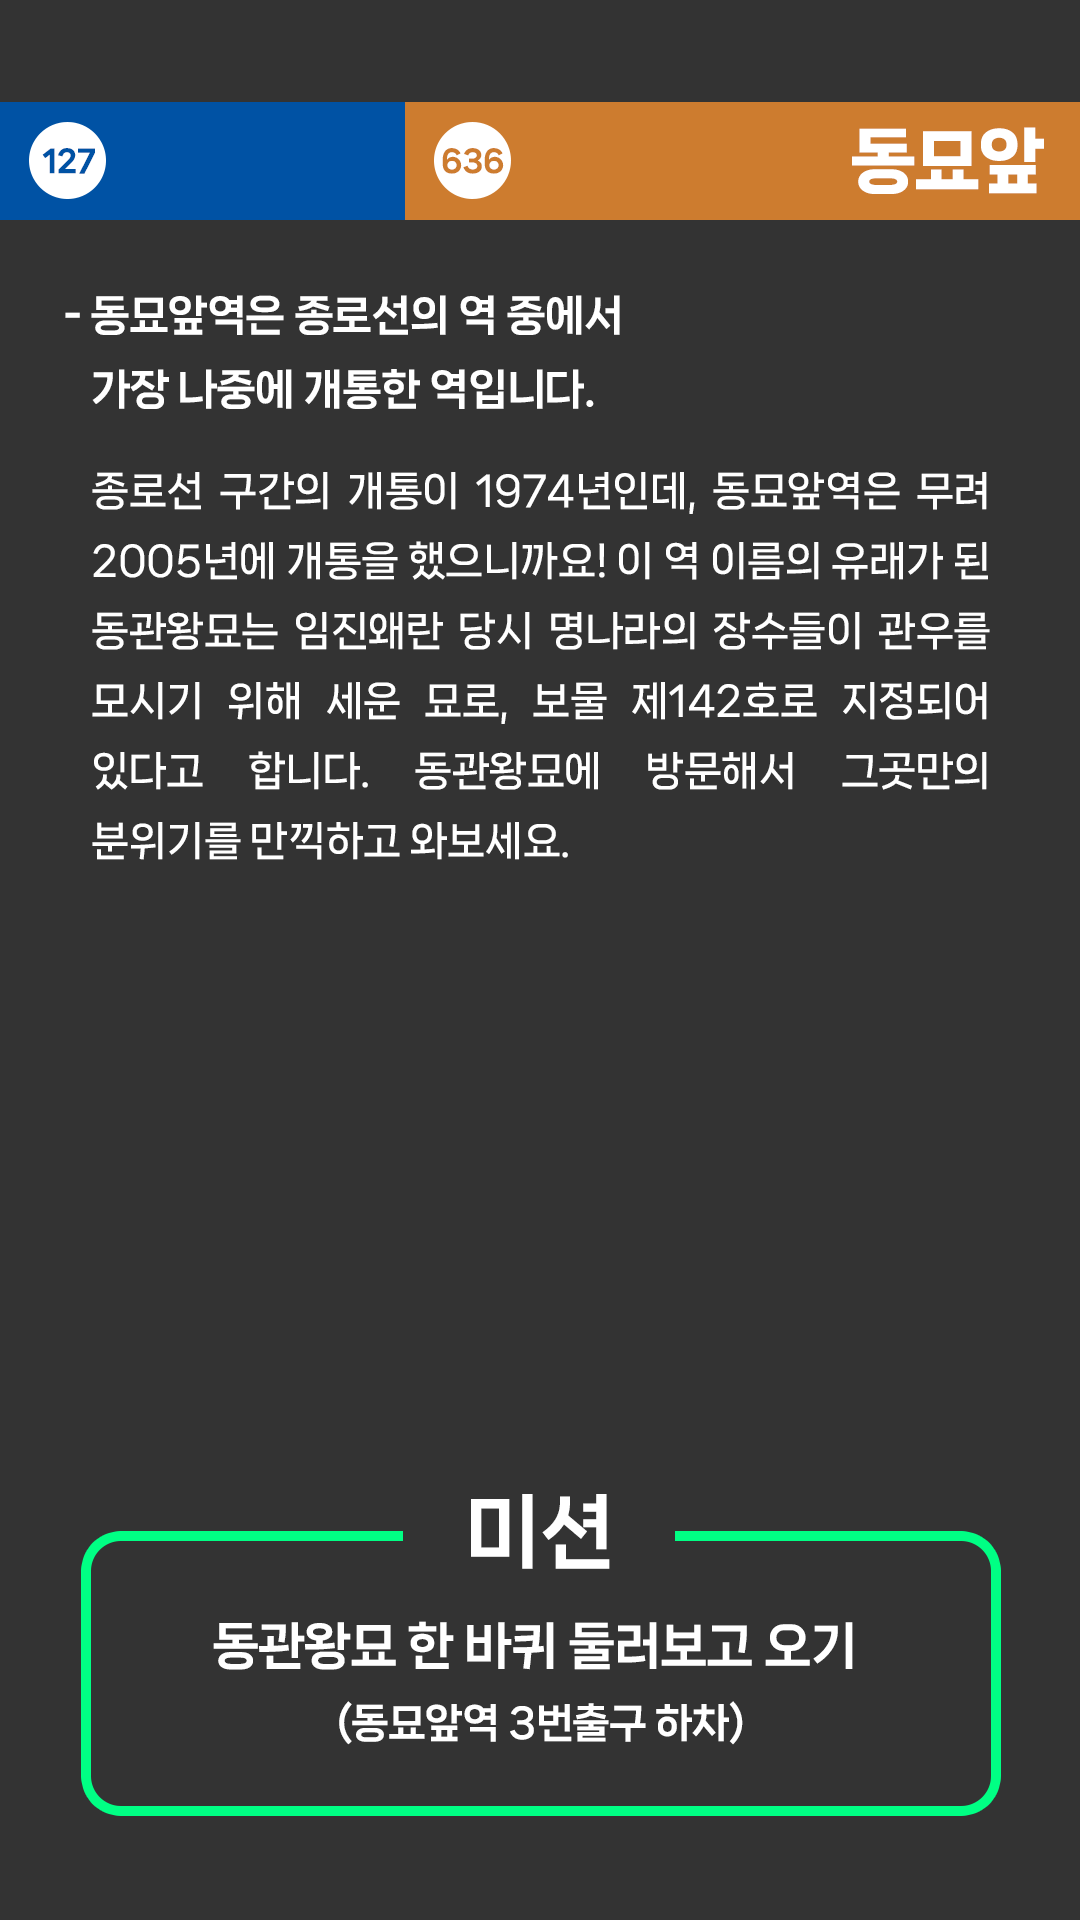 127
636
동묘앞
- 동묘앞역은 종로선의 역 중에서
가장 나중에 개통한 역입니다.
종로선 구간의 개통이 1974년인데, 동묘앞역은 무려
2005년에 개통을 했으니까요! 이 역 이름의 유래가 된
동관왕묘는 임진왜란 당시 명나라의 장수들이 관우를
모시기 위해 세운 묘로, 보물 제142호로 지정되어
있다고 합니다. 동관왕묘에 방문해서 그곳만의
분위기를 만끽하고 와보세요.
미션
동관왕묘 한 바퀴 둘러보고 오기
(동묘앞역 3번출구 하차)